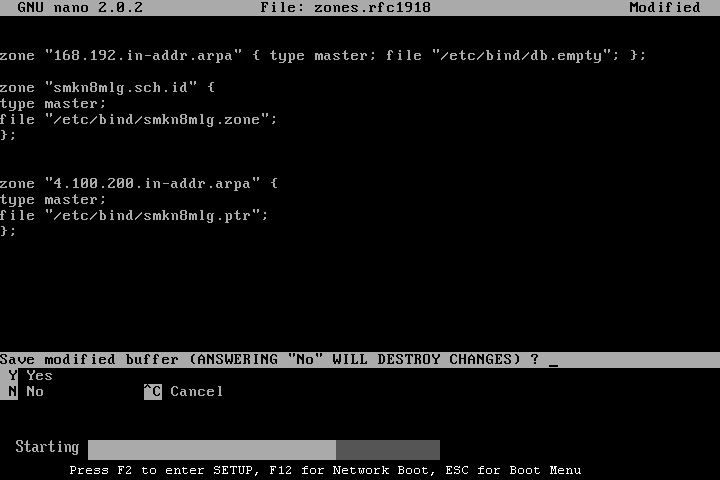 GNU nano 2.0.2 File: zones.rfc1918 Modified
zone "168.192.in-addr.arpa" { type master; file "/etc/bind/db.empty"; };
zone "smkn8mlg.sch.id" {
type master;
file "/etc/bind/smkn8mlg.zone";
};
zone "4.100.200.in-addr.arpa" {
type master;
file "/etc/bind/smkn8mlg.ptr";
};
Save modified buffer (ANSWERING "No" WILL DESTROY CHANGES) ? _
Y Yes
N No ^C Cancel
Starting
Press F2 to enter SETUP, F12 for Network Boot, ESC for Boot Menu